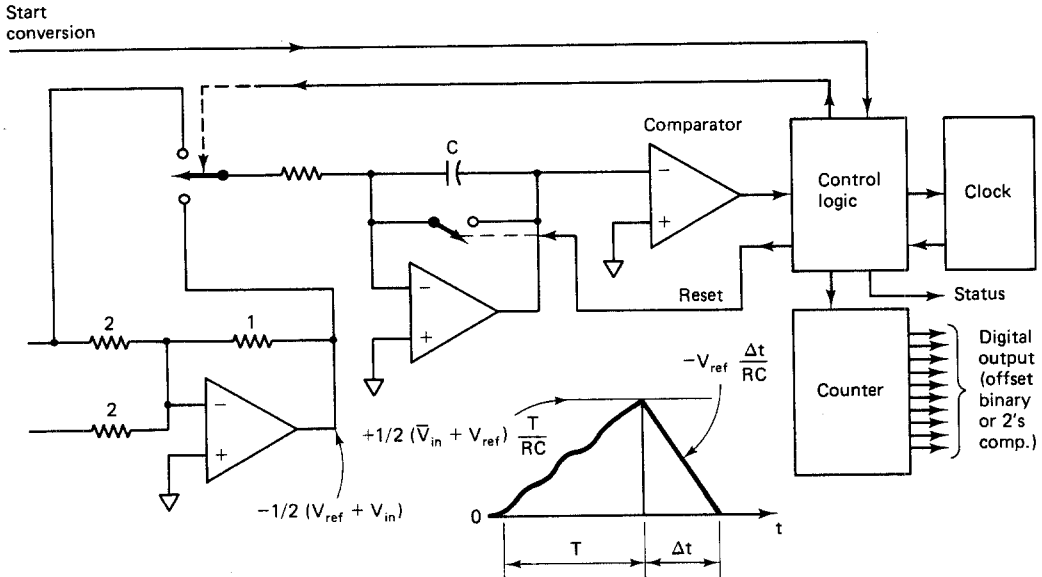 Start
conversion
Comparator
C
−
+
Control
logic
Clock
Reset
Status
−
+
2
1
2
−
+
Counter
Digital
output
(offset
binary
or 2's
comp.)
−V_ref Δt/RC
+1/2 (V̅_in + V_ref) T/RC
−1/2 (V_ref + V_in)
0
t
T
Δt